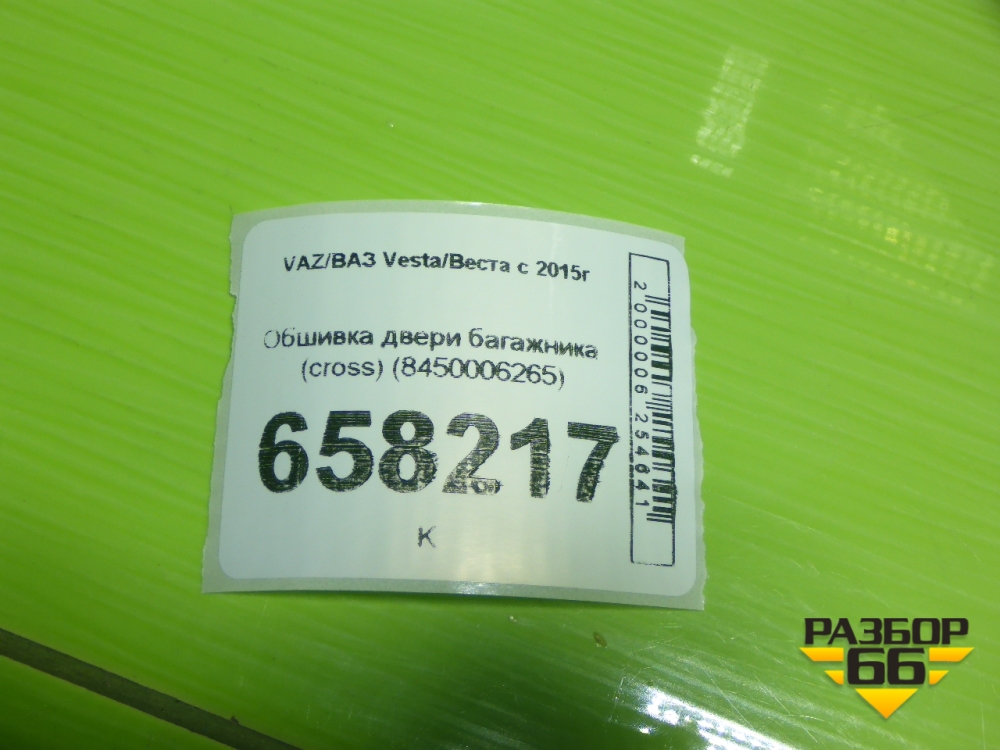 VAZ/ВАЗ Vesta/Веста с 2015г
Обшивка двери багажника
(cross) (8450006265)
658217
К
2000006254641
РАЗБОР
66